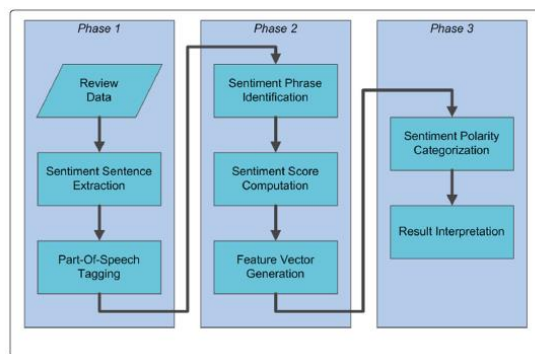 Phase 1
Review
Data
Sentiment Sentence
Extraction
Part-Of-Speech
Tagging
Phase 2
Sentiment Phrase
Identification
Sentiment Score
Computation
Feature Vector
Generation
Phase 3
Sentiment Polarity
Categorization
Result Interpretation